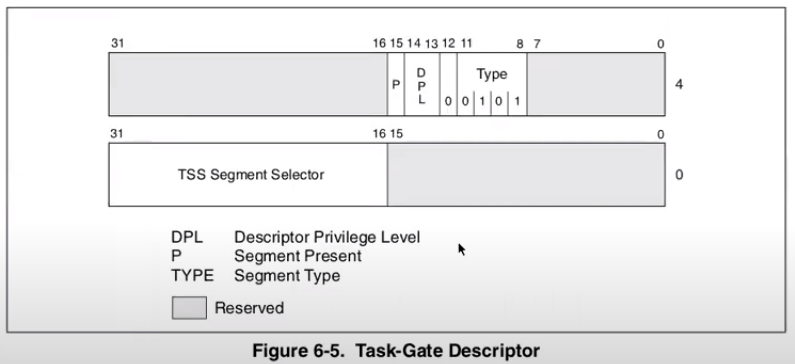 31 16 15 14 13 12 11 8 7 0
P D P L 0 Type 0 1 0 1 4
31 16 15 0
TSS Segment Selector 0
DPL Descriptor Privilege Level
P Segment Present
TYPE Segment Type
Reserved
Figure 6-5. Task-Gate Descriptor